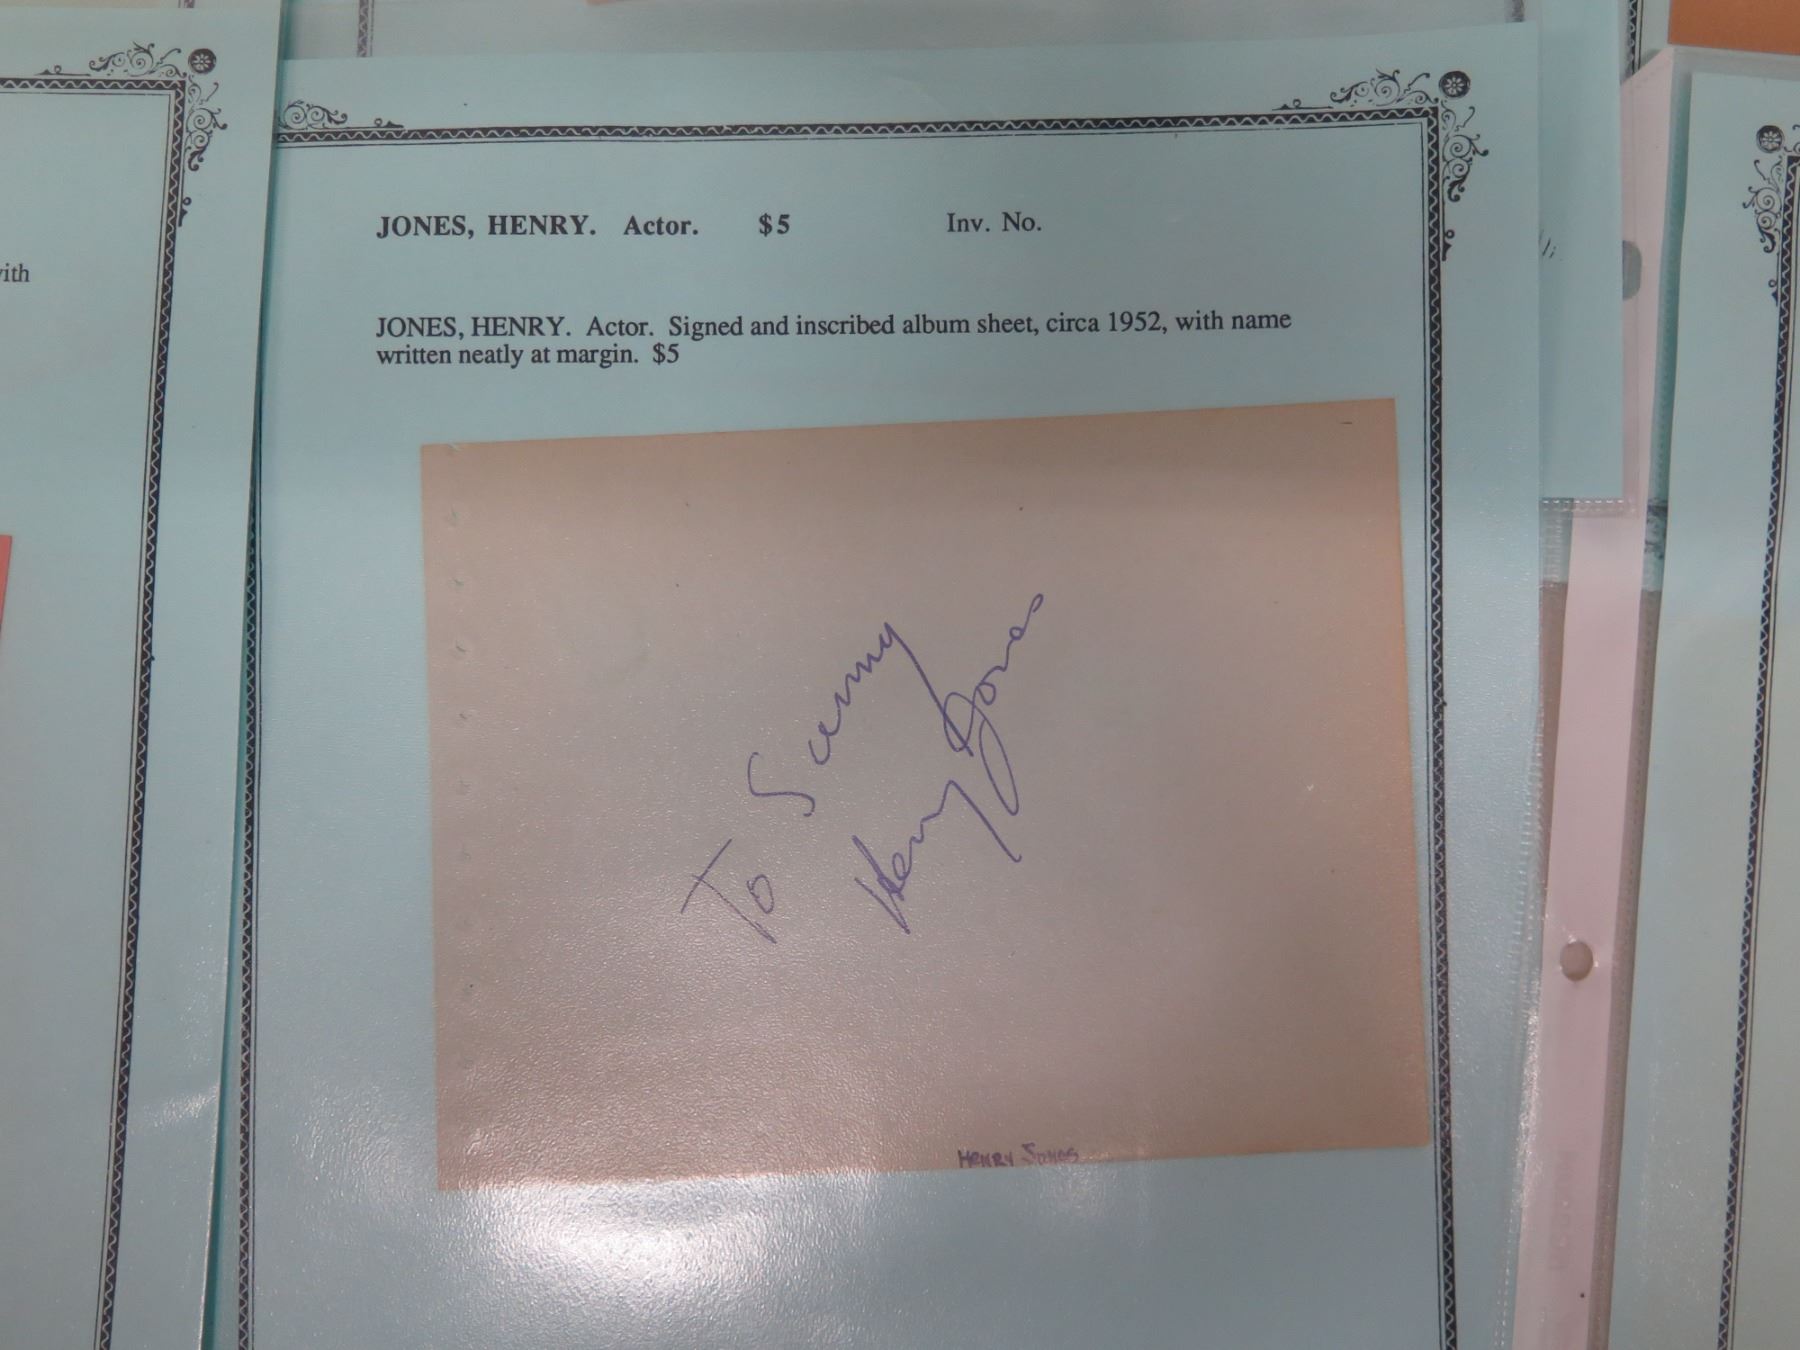 JONES, HENRY. Actor. $5 Inv. No.
JONES, HENRY. Actor. Signed and inscribed album sheet, circa 1952, with name
written neatly at margin. $5
To Sunny
Henry Jones
HENRY JONES